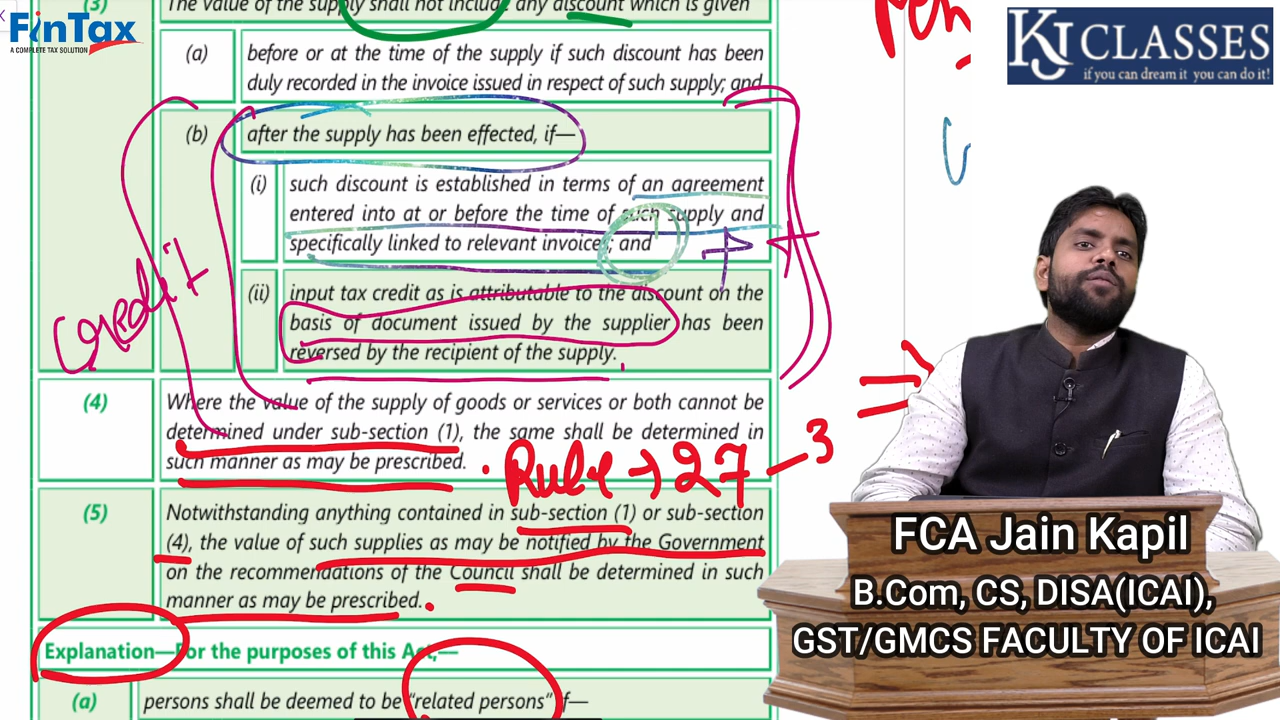 FinTax
A COMPLETE TAX SOLUTION
(3) The value of the supply shall not include any discount which is given
(a) before or at the time of the supply if such discount has been
duly recorded in the invoice issued in respect of such supply; and
(b) after the supply has been effected, if—
(i) such discount is established in terms of an agreement
entered into at or before the time of such supply and
specifically linked to relevant invoices; and
(ii) input tax credit as is attributable to the discount on the
basis of document issued by the supplier has been
reversed by the recipient of the supply.
Credit
(4) Where the value of the supply of goods or services or both cannot be
determined under sub-section (1), the same shall be determined in
such manner as may be prescribed.
Rule → 27 – 3
(5) Notwithstanding anything contained in sub-section (1) or sub-section
(4), the value of such supplies as may be notified by the Government
on the recommendations of the Council shall be determined in such
manner as may be prescribed.
Explanation—For the purposes of this Act,—
(a) persons shall be deemed to be “related persons” if—
KJ CLASSES
if you can dream it you can do it!
FCA Jain Kapil
B.Com, CS, DISA(ICAI),
GST/GMCS FACULTY OF ICAI